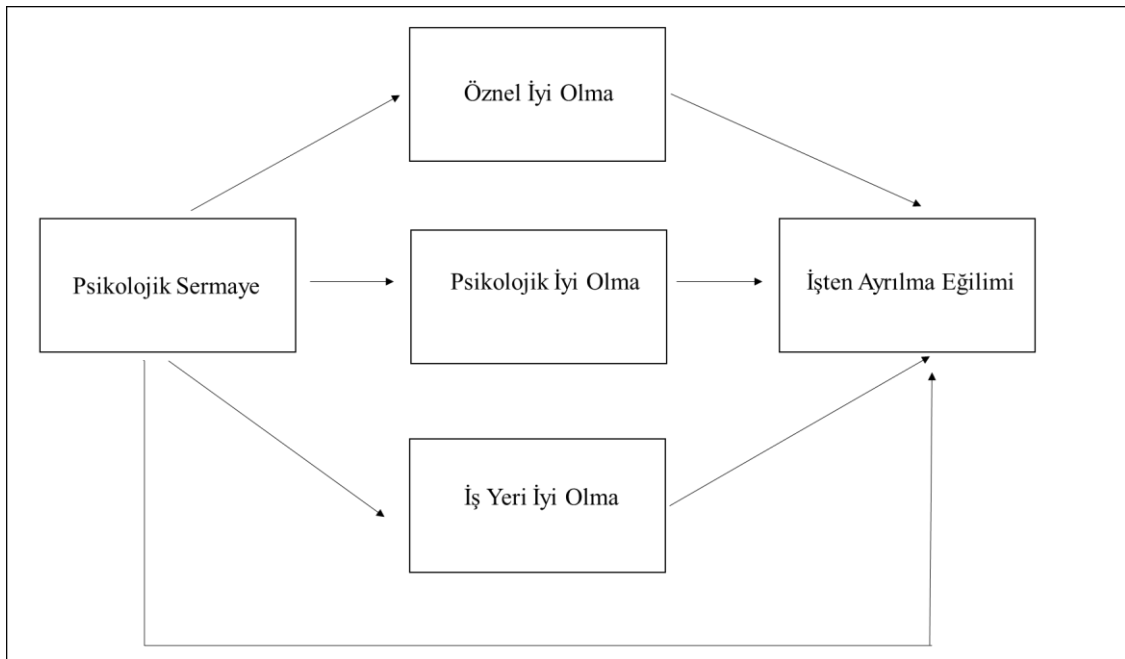 Öznel İyi Olma
Psikolojik Sermaye
Psikolojik İyi Olma
İşten Ayrılma Eğilimi
İş Yeri İyi Olma